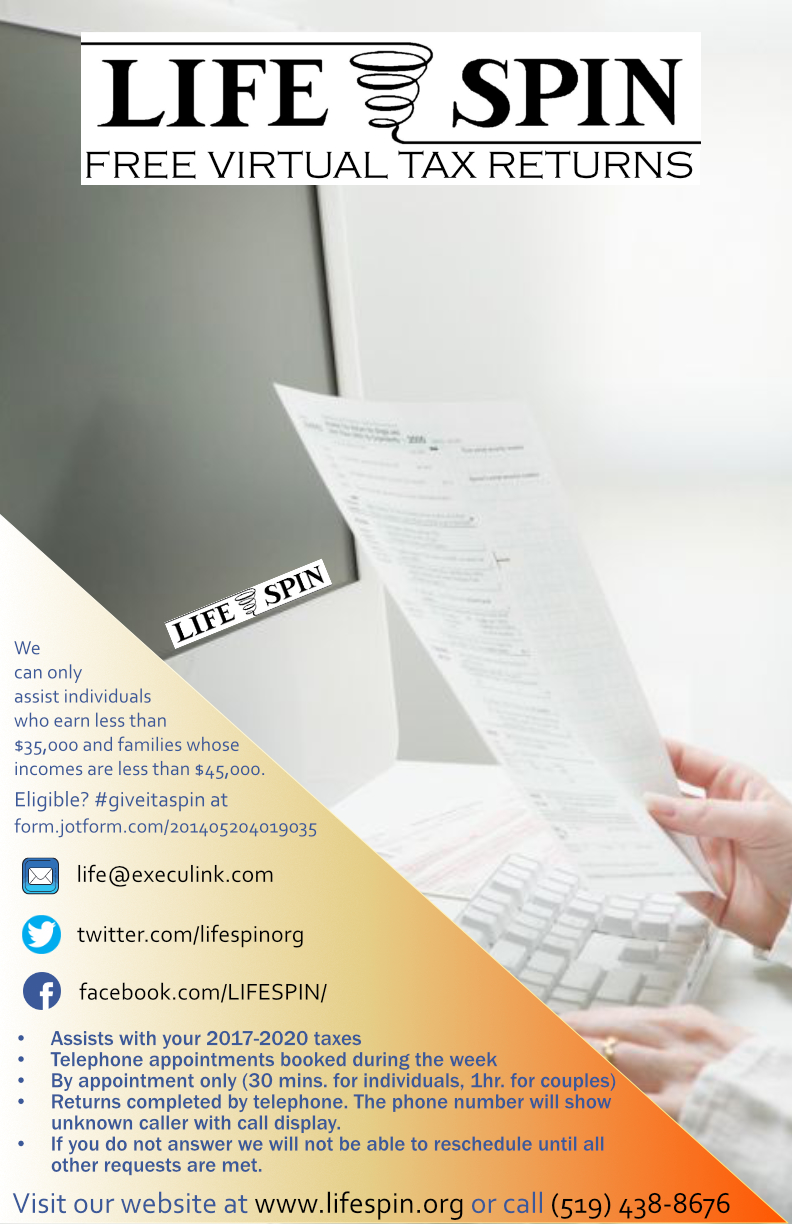 LIFE SPIN
FREE VIRTUAL TAX RETURNS
2005
LIFE SPIN
We
can only
assist individuals
who earn less than
$35,000 and families whose
incomes are less than $45,000.
Eligible? #giveitaspin at
form.jotform.com/201405204019035
life@execulink.com
twitter.com/lifespinorg
facebook.com/LIFESPIN/
• Assists with your 2017-2020 taxes
• Telephone appointments booked during the week
• By appointment only (30 mins. for individuals, 1hr. for couples)
• Returns completed by telephone. The phone number will show
unknown caller with call display.
• If you do not answer we will not be able to reschedule until all
other requests are met.
Visit our website at www.lifespin.org or call (519) 438-8676